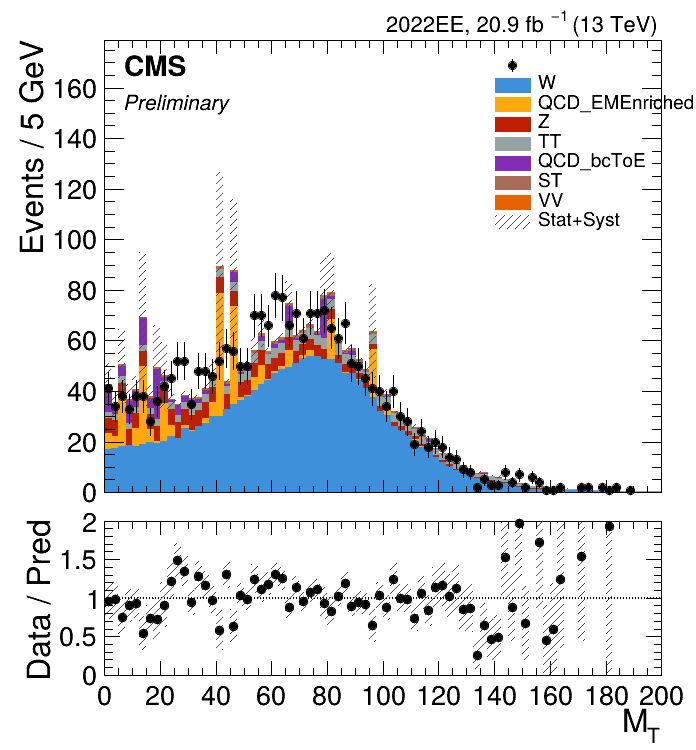 2022EE, 20.9 fb⁻¹ (13 TeV)
Events / 5 GeV
CMS
Preliminary
W
QCD_EMEnriched
Z
TT
QCD_bcToE
ST
VV
Stat+Syst
160
140
120
100
80
60
40
20
0
Data / Pred
2
1.5
1
0.5
0
0 20 40 60 80 100 120 140 160 180 200
M_T